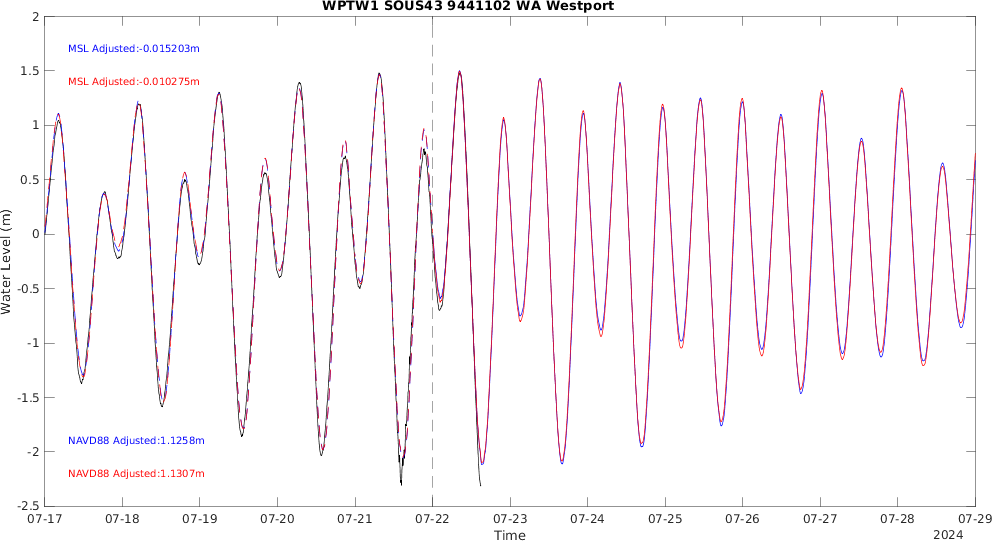 WPTW1 SOUS43 9441102 WA Westport
2
1.5
1
0.5
0
-0.5
-1
-1.5
-2
-2.5
Water Level (m)
MSL Adjusted:-0.015203m
MSL Adjusted:-0.010275m
NAVD88 Adjusted:1.1258m
NAVD88 Adjusted:1.1307m
07-17 07-18 07-19 07-20 07-21 07-22 07-23 07-24 07-25 07-26 07-27 07-28 07-29
Time
2024